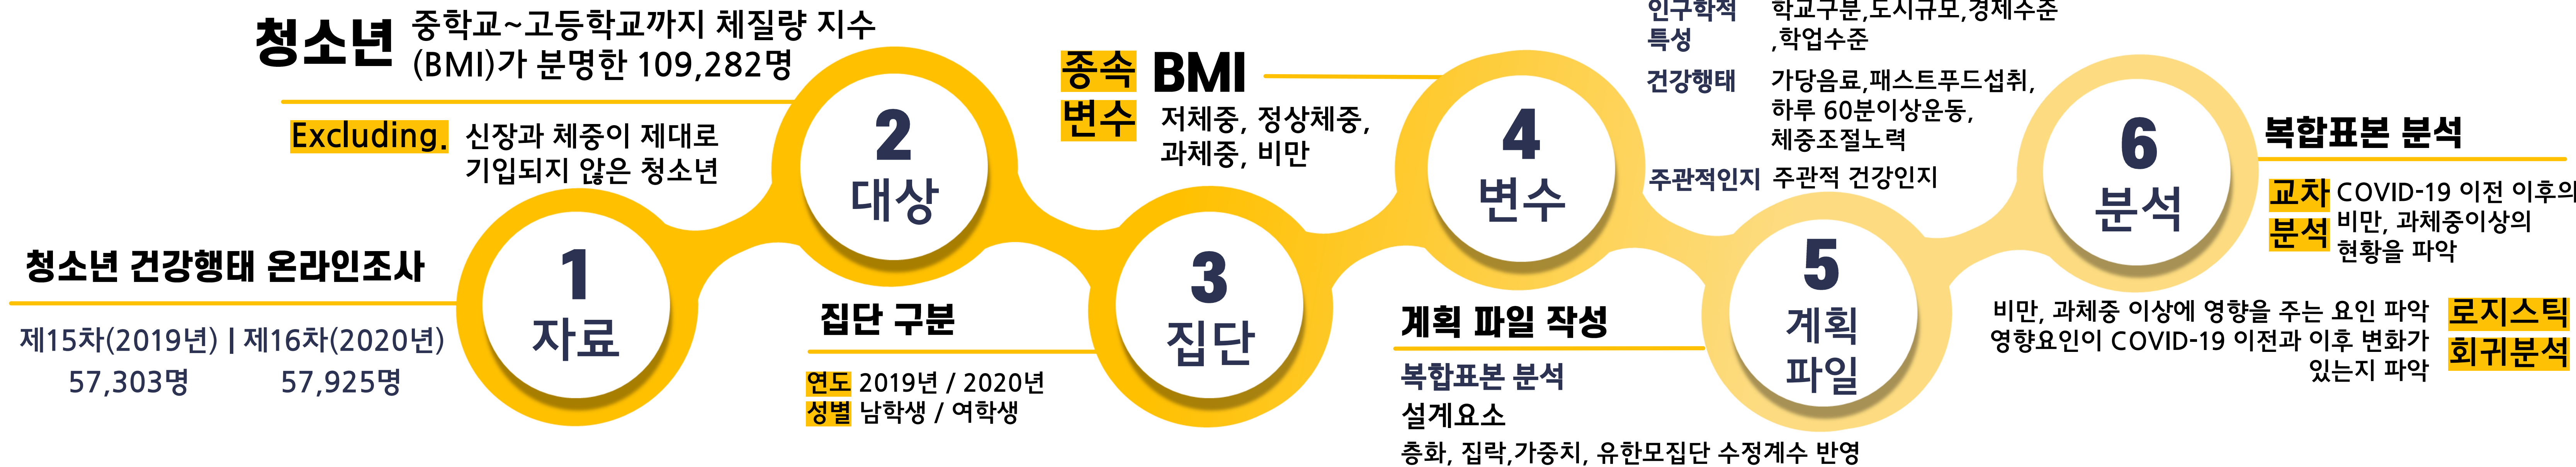 청소년 건강행태 온라인조사
제15차(2019년) | 제16차(2020년)
57,303명 57,925명
1
자료
청소년 중학교~고등학교까지 체질량 지수
(BMI)가 분명한 109,282명
Excluding. 신장과 체중이 제대로
기입되지 않은 청소년
2
대상
집단 구분
연도 2019년 / 2020년
성별 남학생 / 여학생
3
집단
종속 BMI
변수 저체중, 정상체중,
과체중, 비만
4
변수
인구학적 학교구분,도시규모,경제수준
특성 ,학업수준
건강행태 가당음료,패스트푸드섭취,
하루 60분이상운동,
체중조절노력
주관적인지 주관적 건강인지
계획 파일 작성
복합표본 분석
설계요소
층화, 집락,가중치, 유한모집단 수정계수 반영
5
계획
파일
6
분석
복합표본 분석
교차 COVID-19 이전 이후의
분석 비만, 과체중이상의
현황을 파악
비만, 과체중 이상에 영향을 주는 요인 파악 로지스틱
영향요인이 COVID-19 이전과 이후 변화가 회귀분석
있는지 파악